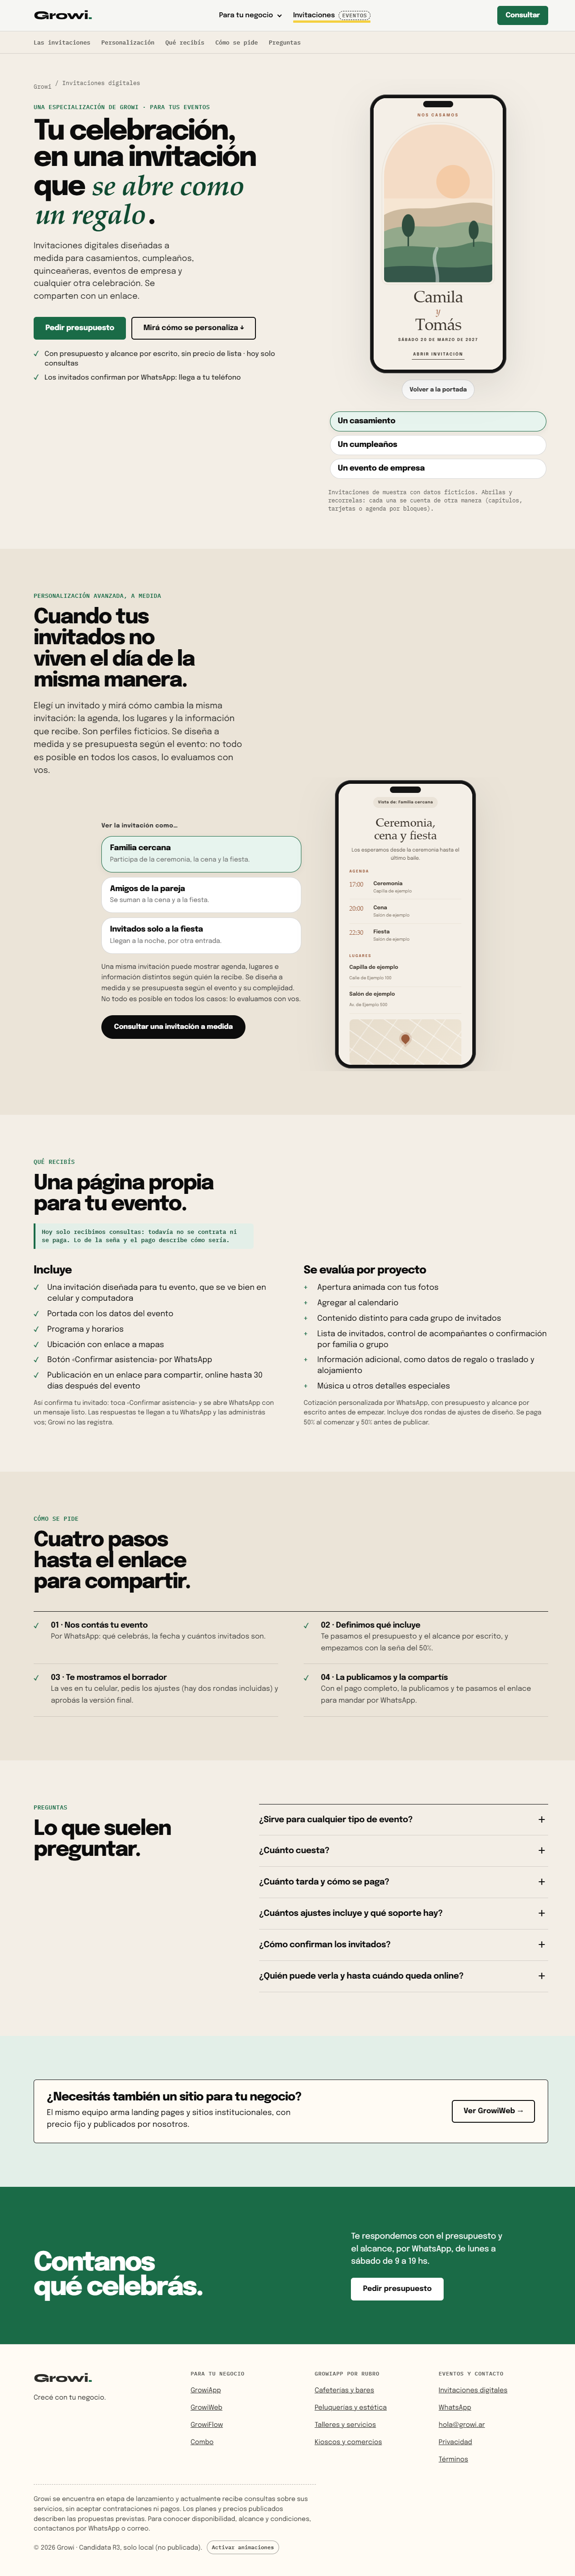 Growi.
Para tu negocio
Invitaciones EVENTOS
Consultar
Las invitaciones
Personalización
Qué recibís
Cómo se pide
Preguntas
Growi / Invitaciones digitales
UNA ESPECIALIZACIÓN DE GROWI · PARA TUS EVENTOS
Tu celebración,
en una invitación
que se abre como
un regalo.
Invitaciones digitales diseñadas a
medida para casamientos, cumpleaños,
quinceañeras, eventos de empresa y
cualquier otra celebración. Se
comparten con un enlace.
Pedir presupuesto
Mirá cómo se personaliza ↓
✓ Con presupuesto y alcance por escrito, sin precio de lista · hoy solo
consultas
✓ Los invitados confirman por WhatsApp: llega a tu teléfono
NOS CASAMOS
Camila
y
Tomás
SÁBADO 20 DE MARZO DE 2027
ABRIR INVITACIÓN
Volver a la portada
Un casamiento
Un cumpleaños
Un evento de empresa
Invitaciones de muestra con datos ficticios. Abrilas y
recorrelas: cada una se cuenta de otra manera (capítulos,
tarjetas o agenda por bloques).
PERSONALIZACIÓN AVANZADA, A MEDIDA
Cuando tus
invitados no
viven el día de la
misma manera.
Elegí un invitado y mirá cómo cambia la misma
invitación: la agenda, los lugares y la información
que recibe. Son perfiles ficticios. Se diseña a
medida y se presupuesta según el evento: no todo
es posible en todos los casos, lo evaluamos con
vos.
Ver la invitación como…
Familia cercana
Participa de la ceremonia, la cena y la fiesta.
Amigos de la pareja
Se suman a la cena y a la fiesta.
Invitados solo a la fiesta
Llegan a la noche, por otra entrada.
Una misma invitación puede mostrar agenda, lugares e
información distintos según quién la recibe. Se diseña a
medida y se presupuesta según el evento y su complejidad.
No todo es posible en todos los casos: lo evaluamos con vos.
Consultar una invitación a medida
Vista de: Familia cercana
Ceremonia,
cena y fiesta
Los esperamos desde la ceremonia hasta el
último baile.
AGENDA
17:00 Ceremonia
Capilla de ejemplo
20:00 Cena
Salón de ejemplo
22:30 Fiesta
Salón de ejemplo
LUGARES
Capilla de ejemplo
Calle de Ejemplo 100
Salón de ejemplo
Av. de Ejemplo 500
QUÉ RECIBÍS
Una página propia
para tu evento.
Hoy solo recibimos consultas: todavía no se contrata ni
se paga. Lo de la seña y el pago describe cómo sería.
Incluye
✓ Una invitación diseñada para tu evento, que se ve bien en
celular y computadora
✓ Portada con los datos del evento
✓ Programa y horarios
✓ Ubicación con enlace a mapas
✓ Botón «Confirmar asistencia» por WhatsApp
✓ Publicación en un enlace para compartir, online hasta 30
días después del evento
Así confirma tu invitado: toca «Confirmar asistencia» y se abre WhatsApp con
un mensaje listo. Las respuestas te llegan a tu WhatsApp y las administrás
vos; Growi no las registra.
Se evalúa por proyecto
+ Apertura animada con tus fotos
+ Agregar al calendario
+ Contenido distinto para cada grupo de invitados
+ Lista de invitados, control de acompañantes o confirmación
por familia o grupo
+ Información adicional, como datos de regalo o traslado y
alojamiento
+ Música u otros detalles especiales
Cotización personalizada por WhatsApp, con presupuesto y alcance por
escrito antes de empezar. Incluye dos rondas de ajustes de diseño. Se paga
50% al comenzar y 50% antes de publicar.
CÓMO SE PIDE
Cuatro pasos
hasta el enlace
para compartir.
✓ 01 · Nos contás tu evento
Por WhatsApp: qué celebrás, la fecha y cuántos invitados son.
✓ 02 · Definimos qué incluye
Te pasamos el presupuesto y el alcance por escrito, y
empezamos con la seña del 50%.
✓ 03 · Te mostramos el borrador
La ves en tu celular, pedís los ajustes (hay dos rondas incluidas) y
aprobás la versión final.
✓ 04 · La publicamos y la compartís
Con el pago completo, la publicamos y te pasamos el enlace
para mandar por WhatsApp.
PREGUNTAS
Lo que suelen
preguntar.
¿Sirve para cualquier tipo de evento? +
¿Cuánto cuesta? +
¿Cuánto tarda y cómo se paga? +
¿Cuántos ajustes incluye y qué soporte hay? +
¿Cómo confirman los invitados? +
¿Quién puede verla y hasta cuándo queda online? +
¿Necesitás también un sitio para tu negocio?
El mismo equipo arma landing pages y sitios institucionales, con
precio fijo y publicados por nosotros.
Ver GrowiWeb →
Contanos
qué celebrás.
Te respondemos con el presupuesto y
el alcance, por WhatsApp, de lunes a
sábado de 9 a 19 hs.
Pedir presupuesto
Growi.
Crecé con tu negocio.
PARA TU NEGOCIO
GrowiApp
GrowiWeb
GrowiFlow
Combo
GROWIAPP POR RUBRO
Cafeterías y bares
Peluquerías y estética
Talleres y servicios
Kioscos y comercios
EVENTOS Y CONTACTO
Invitaciones digitales
WhatsApp
hola@growi.ar
Privacidad
Términos
Growi se encuentra en etapa de lanzamiento y actualmente recibe consultas sobre sus
servicios, sin aceptar contrataciones ni pagos. Los planes y precios publicados
describen las propuestas previstas. Para conocer disponibilidad, alcance y condiciones,
contactanos por WhatsApp o correo.
© 2026 Growi · Candidata R3, solo local (no publicada).
Activar animaciones